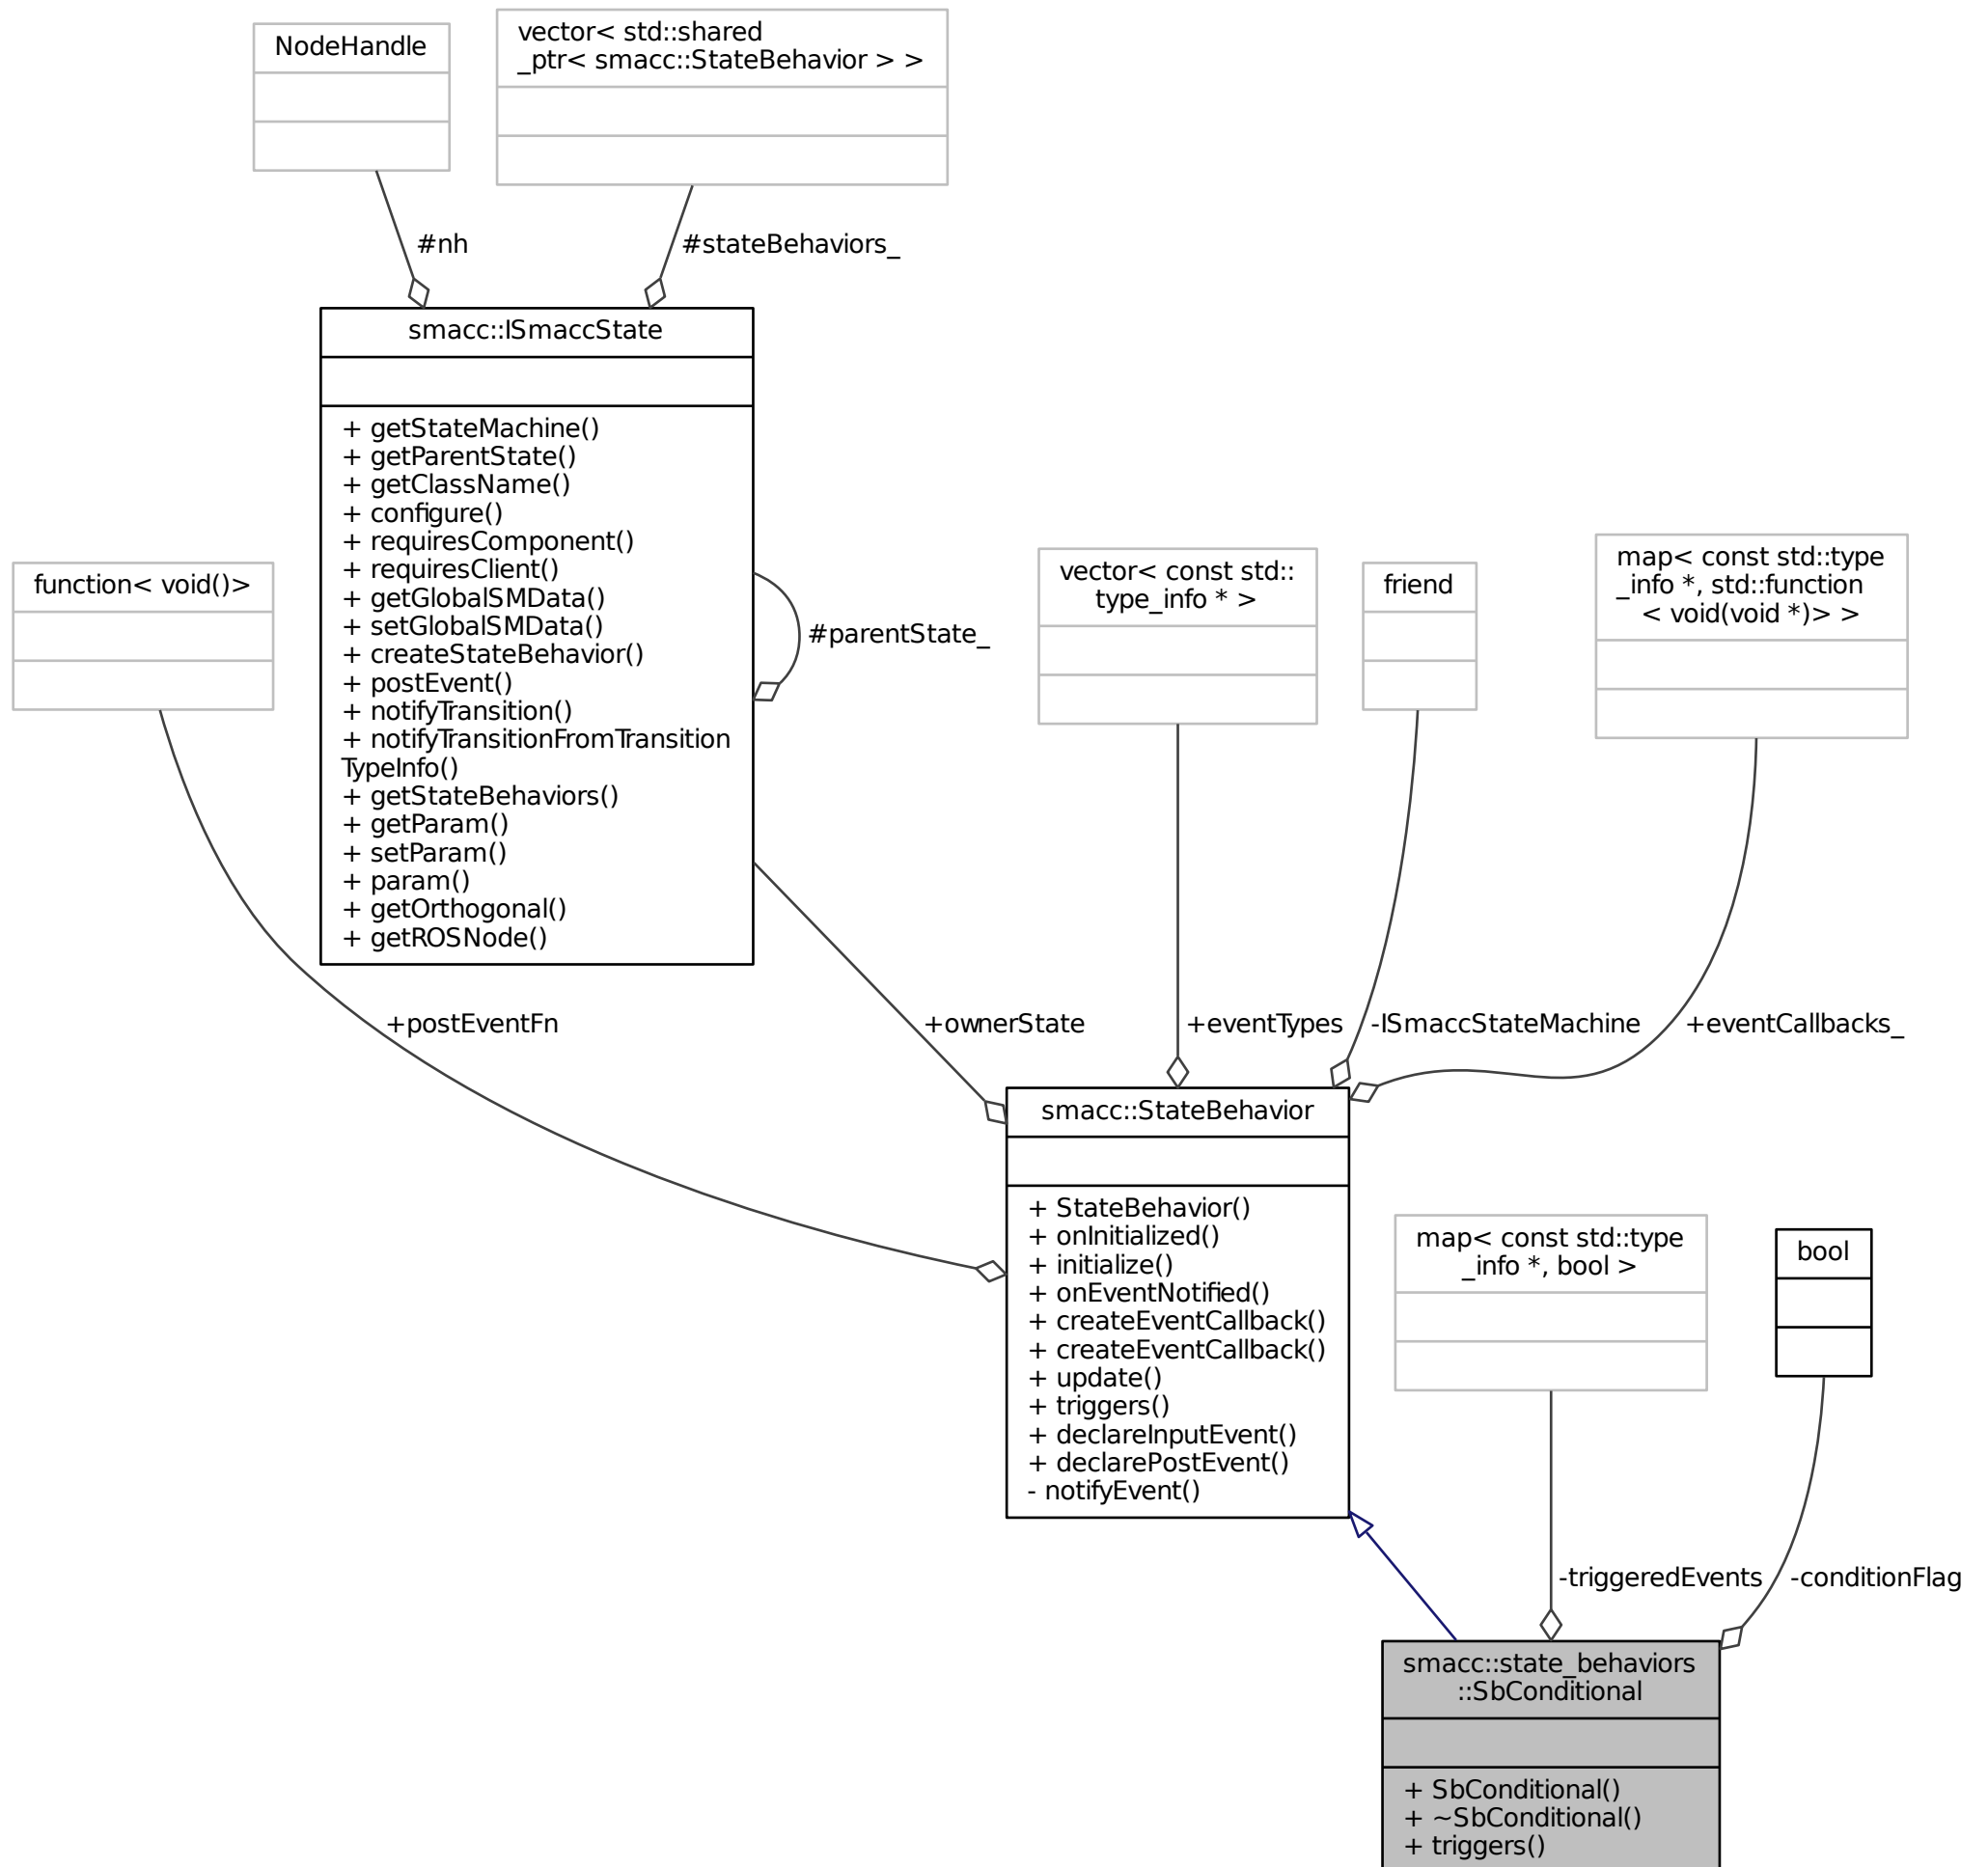 NodeHandle
vector< std::shared
_ptr< smacc::StateBehavior > >
#nh
#stateBehaviors_
smacc::ISmaccState
+ getStateMachine()
+ getParentState()
+ getClassName()
+ configure()
+ requiresComponent()
+ requiresClient()
+ getGlobalSMData()
+ setGlobalSMData()
+ createStateBehavior()
+ postEvent()
+ notifyTransition()
+ notifyTransitionFromTransition
TypeInfo()
+ getStateBehaviors()
+ getParam()
+ setParam()
+ param()
+ getOrthogonal()
+ getROSNode()
#parentState_
function< void()>
vector< const std::
type_info * >
friend
map< const std::type
_info *, std::function
< void(void *)> >
+postEventFn
+ownerState
+eventTypes
-ISmaccStateMachine
+eventCallbacks_
smacc::StateBehavior
+ StateBehavior()
+ onInitialized()
+ initialize()
+ onEventNotified()
+ createEventCallback()
+ createEventCallback()
+ update()
+ triggers()
+ declareInputEvent()
+ declarePostEvent()
- notifyEvent()
map< const std::type
_info *, bool >
bool
-triggeredEvents
-conditionFlag
smacc::state_behaviors
::SbConditional
+ SbConditional()
+ ~SbConditional()
+ triggers()